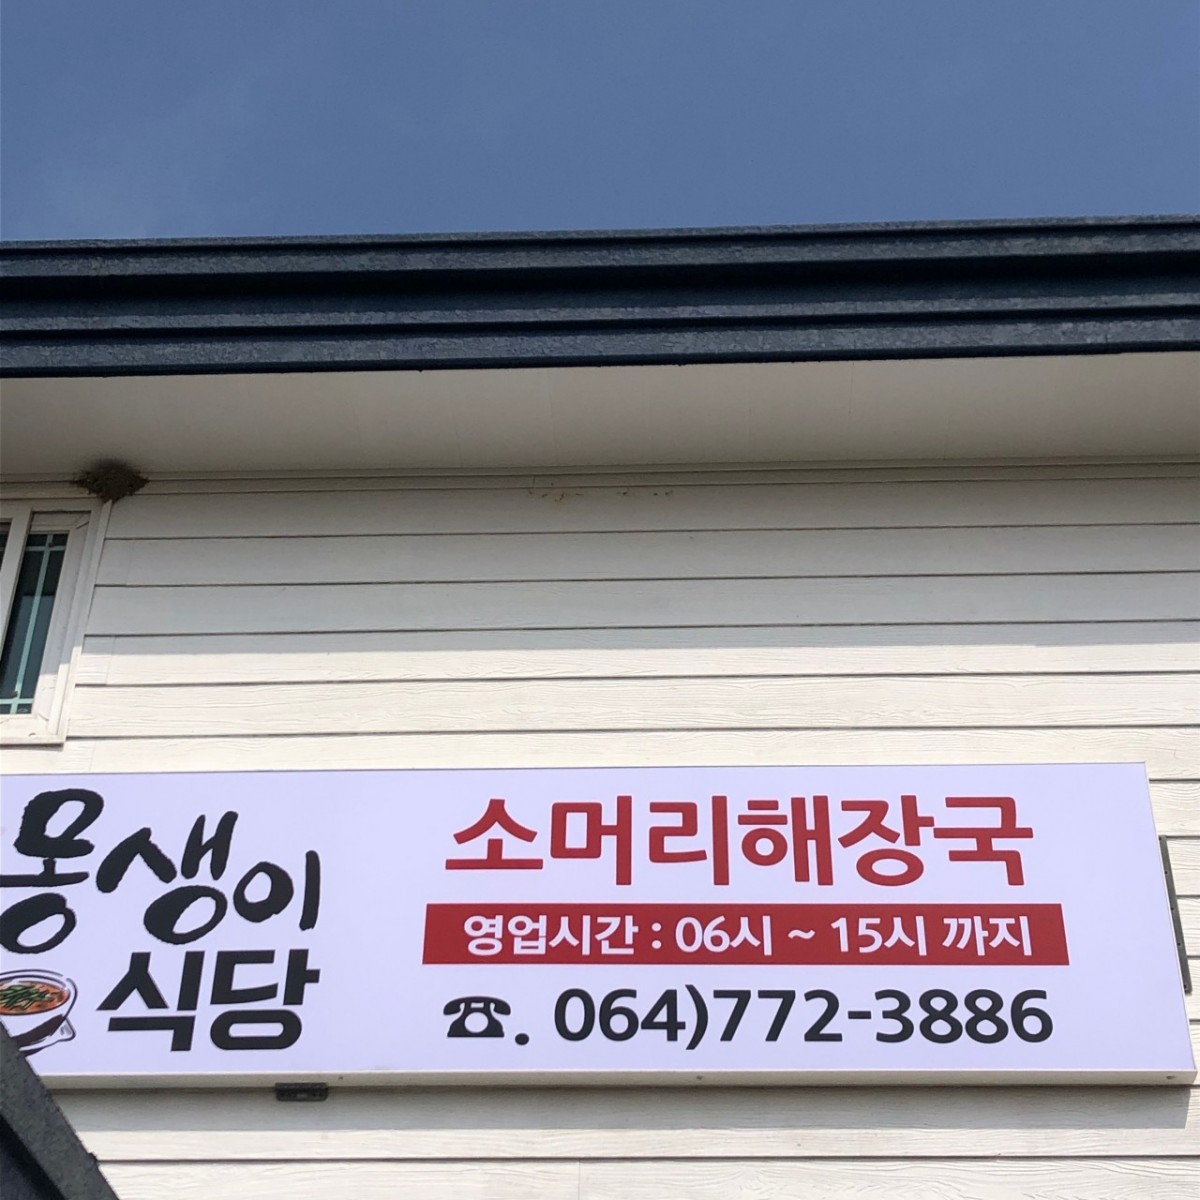 몽생이
식당
소머리해장국
영업시간 : 06시 ~ 15시 까지
☎. 064)772-3886